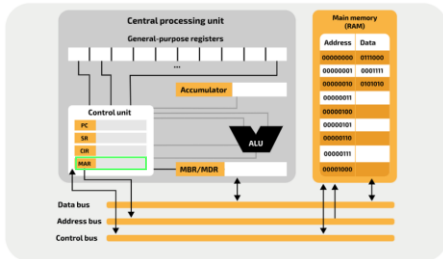 Central processing unit
General-purpose registers
...
Accumulator
Control unit
PC
SR
CIR
MAR
ALU
MBR/MDR
Main memory
(RAM)
Address Data
00000000 0111000
00000001 0001111
00000010 0101010
00000011
00000100
00000101
00000110
00000111
00001000
Data bus
Address bus
Control bus